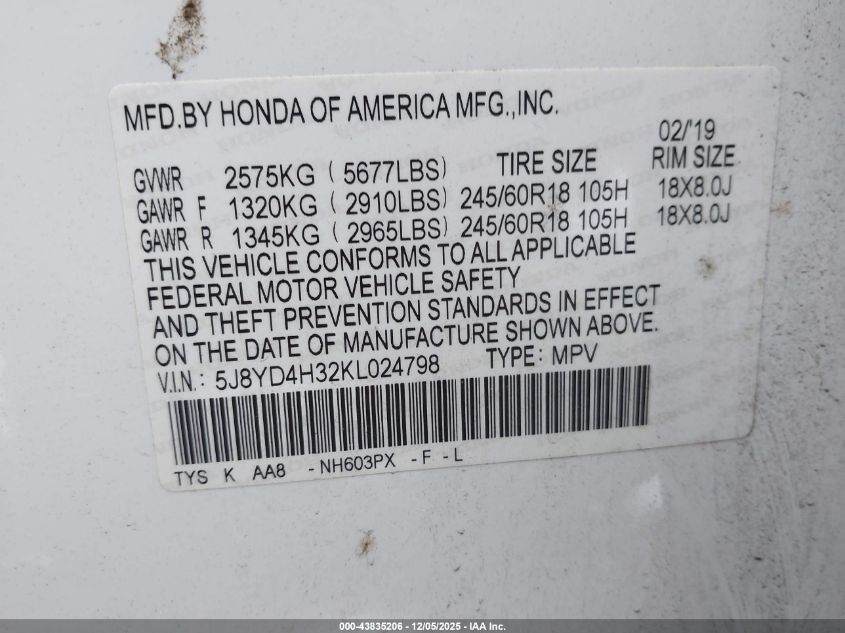 MFD.BY HONDA OF AMERICA MFG.,INC.
02/'19
GVWR 2575KG ( 5677LBS) TIRE SIZE RIM SIZE
GAWR F 1320KG ( 2910LBS) 245/60R18 105H 18X8.0J
GAWR R 1345KG ( 2965LBS) 245/60R18 105H 18X8.0J
THIS VEHICLE CONFORMS TO ALL APPLICABLE
FEDERAL MOTOR VEHICLE SAFETY
AND THEFT PREVENTION STANDARDS IN EFFECT
ON THE DATE OF MANUFACTURE SHOWN ABOVE.
V.I.N.: 5J8YD4H32KL024798 TYPE: MPV
TYS K AA8 -NH603PX -F -L
000-43835206 - 12/05/2025 - IAA Inc.